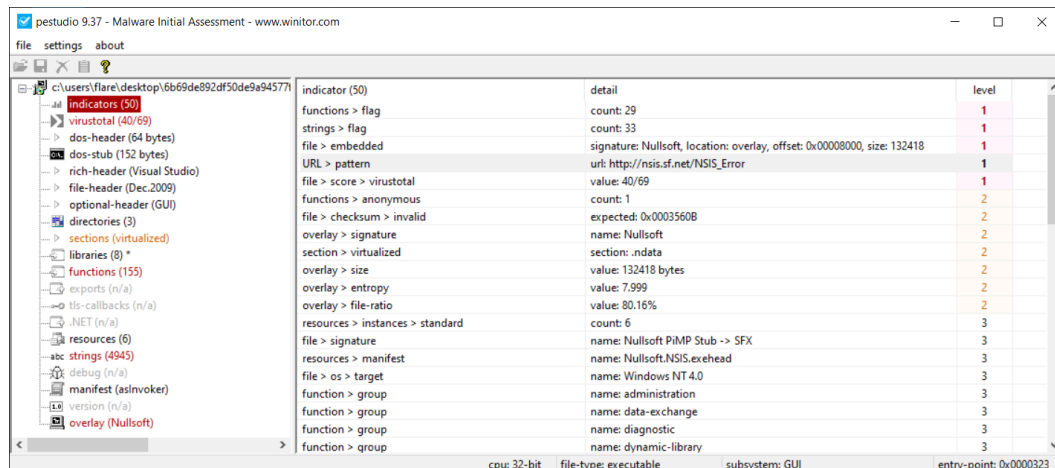 pestudio 9.37 - Malware Initial Assessment - www.winitor.com
file settings about
c:\users\flare\desktop\6b69de892df50de9a94577f
indicators (50)
virustotal (40/69)
dos-header (64 bytes)
dos-stub (152 bytes)
rich-header (Visual Studio)
file-header (Dec.2009)
optional-header (GUI)
directories (3)
sections (virtualized)
libraries (8) *
functions (155)
exports (n/a)
tls-callbacks (n/a)
.NET (n/a)
resources (6)
abc strings (4945)
debug (n/a)
manifest (asInvoker)
1.0 version (n/a)
overlay (Nullsoft)
indicator (50) detail level
functions > flag count: 29 1
strings > flag count: 33 1
file > embedded signature: Nullsoft, location: overlay, offset: 0x00008000, size: 132418 1
URL > pattern url: http://nsis.sf.net/NSIS_Error 1
file > score > virustotal value: 40/69 1
functions > anonymous count: 1 2
file > checksum > invalid expected: 0x0003560B 2
overlay > signature name: Nullsoft 2
section > virtualized section: .ndata 2
overlay > size value: 132418 bytes 2
overlay > entropy value: 7.999 2
overlay > file-ratio value: 80.16% 2
resources > instances > standard count: 6 3
file > signature name: Nullsoft PiMP Stub -> SFX 3
resources > manifest name: Nullsoft.NSIS.exehead 3
file > os > target name: Windows NT 4.0 3
function > group name: administration 3
function > group name: data-exchange 3
function > group name: diagnostic 3
function > group name: dynamic-library 3
cpu: 32-bit file-type: executable subsystem: GUI entry-point: 0x0000323